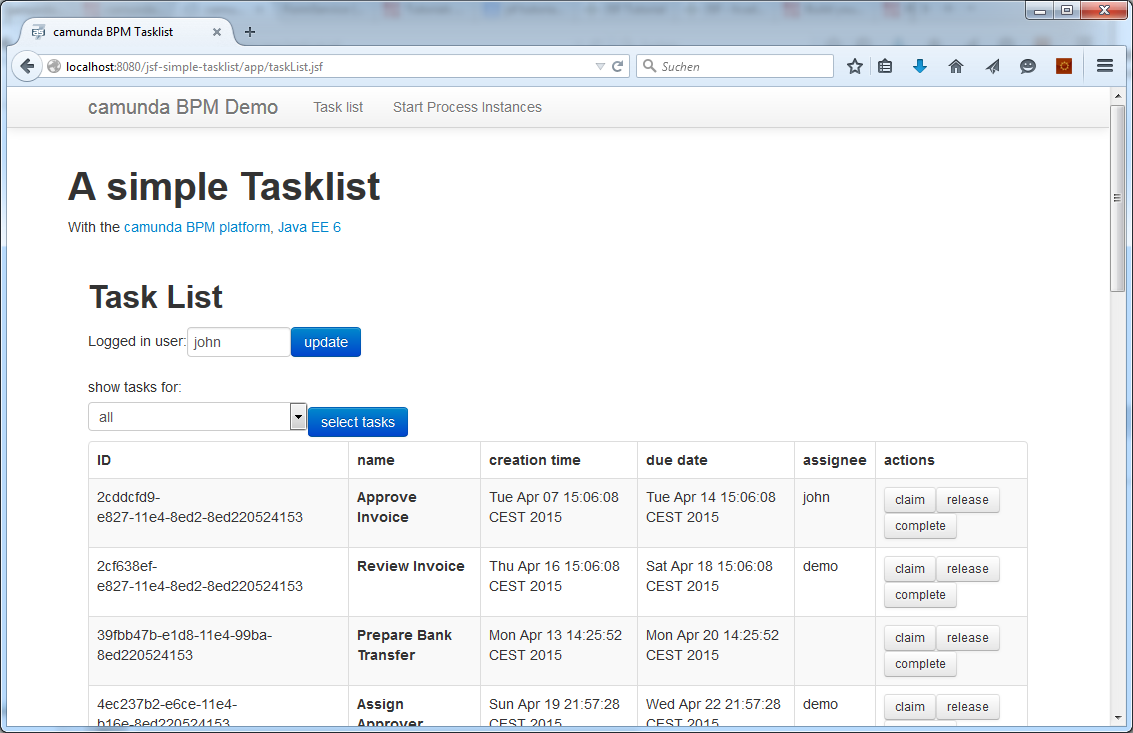 camunda BPM Tasklist
localhost:8080/jsf-simple-tasklist/app/taskList.jsf
Suchen
camunda BPM Demo Task list Start Process Instances
A simple Tasklist
With the camunda BPM platform, Java EE 6
Task List
Logged in user: john update
show tasks for:
all select tasks
ID name creation time due date assignee actions
2cddcfd9- Approve Tue Apr 07 15:06:08 Tue Apr 14 15:06:08 john claim release
e827-11e4-8ed2-8ed220524153 Invoice CEST 2015 CEST 2015 complete
2cf638ef- Review Invoice Thu Apr 16 15:06:08 Sat Apr 18 15:06:08 demo claim release
e827-11e4-8ed2-8ed220524153 CEST 2015 CEST 2015 complete
39fbb47b-e1d8-11e4-99ba- Prepare Bank Mon Apr 13 14:25:52 Mon Apr 20 14:25:52 claim release
8ed220524153 Transfer CEST 2015 CEST 2015 complete
4ec237b2-e6ce-11e4- Assign Sun Apr 19 21:57:28 Wed Apr 22 21:57:28 demo claim release
b16e-8ed220524153 Approver CEST 2015 CEST 2015